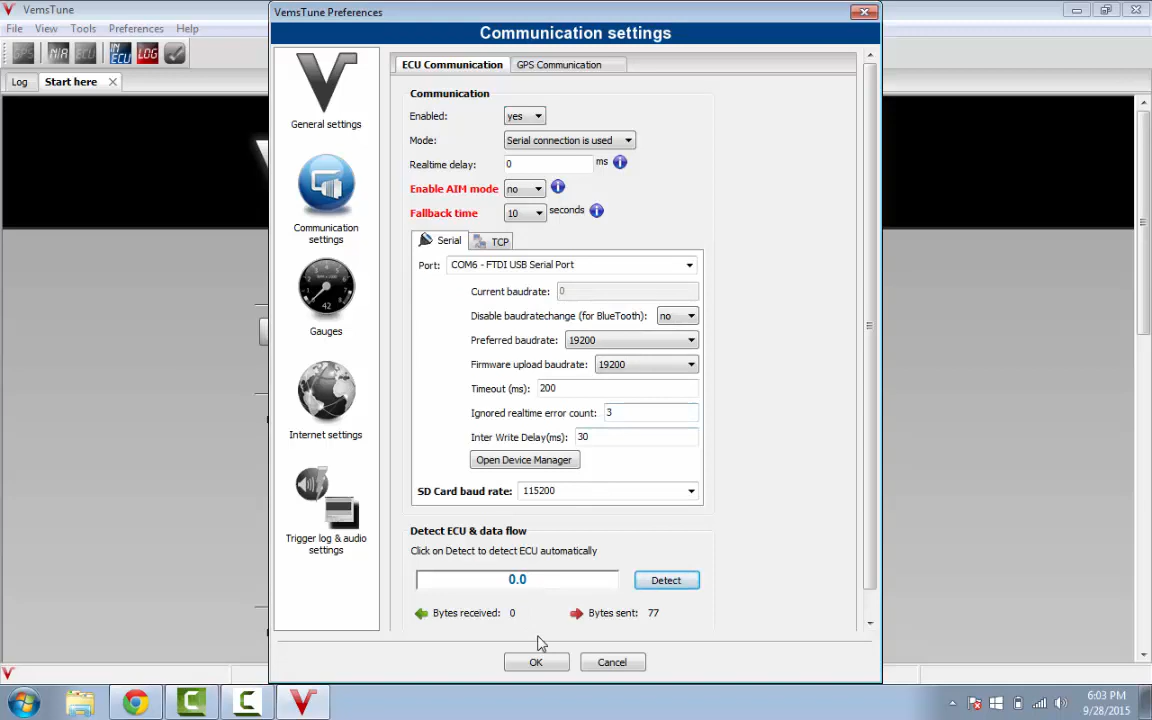 VemsTune
File View Tools Preferences Help
GPS N/A ECU IN ECU LOG
Log Start here
VemsTune Preferences
Communication settings
General settings
Communication settings
42
Gauges
Internet settings
Trigger log & audio settings
ECU Communication GPS Communication
Communication
Enabled: yes
Mode: Serial connection is used
Realtime delay: 0 ms
Enable AIM mode no
Fallback time 10 seconds
Serial TCP
Port: COM6 - FTDI USB Serial Port
Current baudrate: 0
Disable baudratechange (for BlueTooth): no
Preferred baudrate: 19200
Firmware upload baudrate: 19200
Timeout (ms): 200
Ignored realtime error count: 3
Inter Write Delay(ms): 30
Open Device Manager
SD Card baud rate: 115200
Detect ECU & data flow
Click on Detect to detect ECU automatically
0.0 Detect
Bytes received: 0 Bytes sent: 77
OK Cancel
6:03 PM
9/28/2015